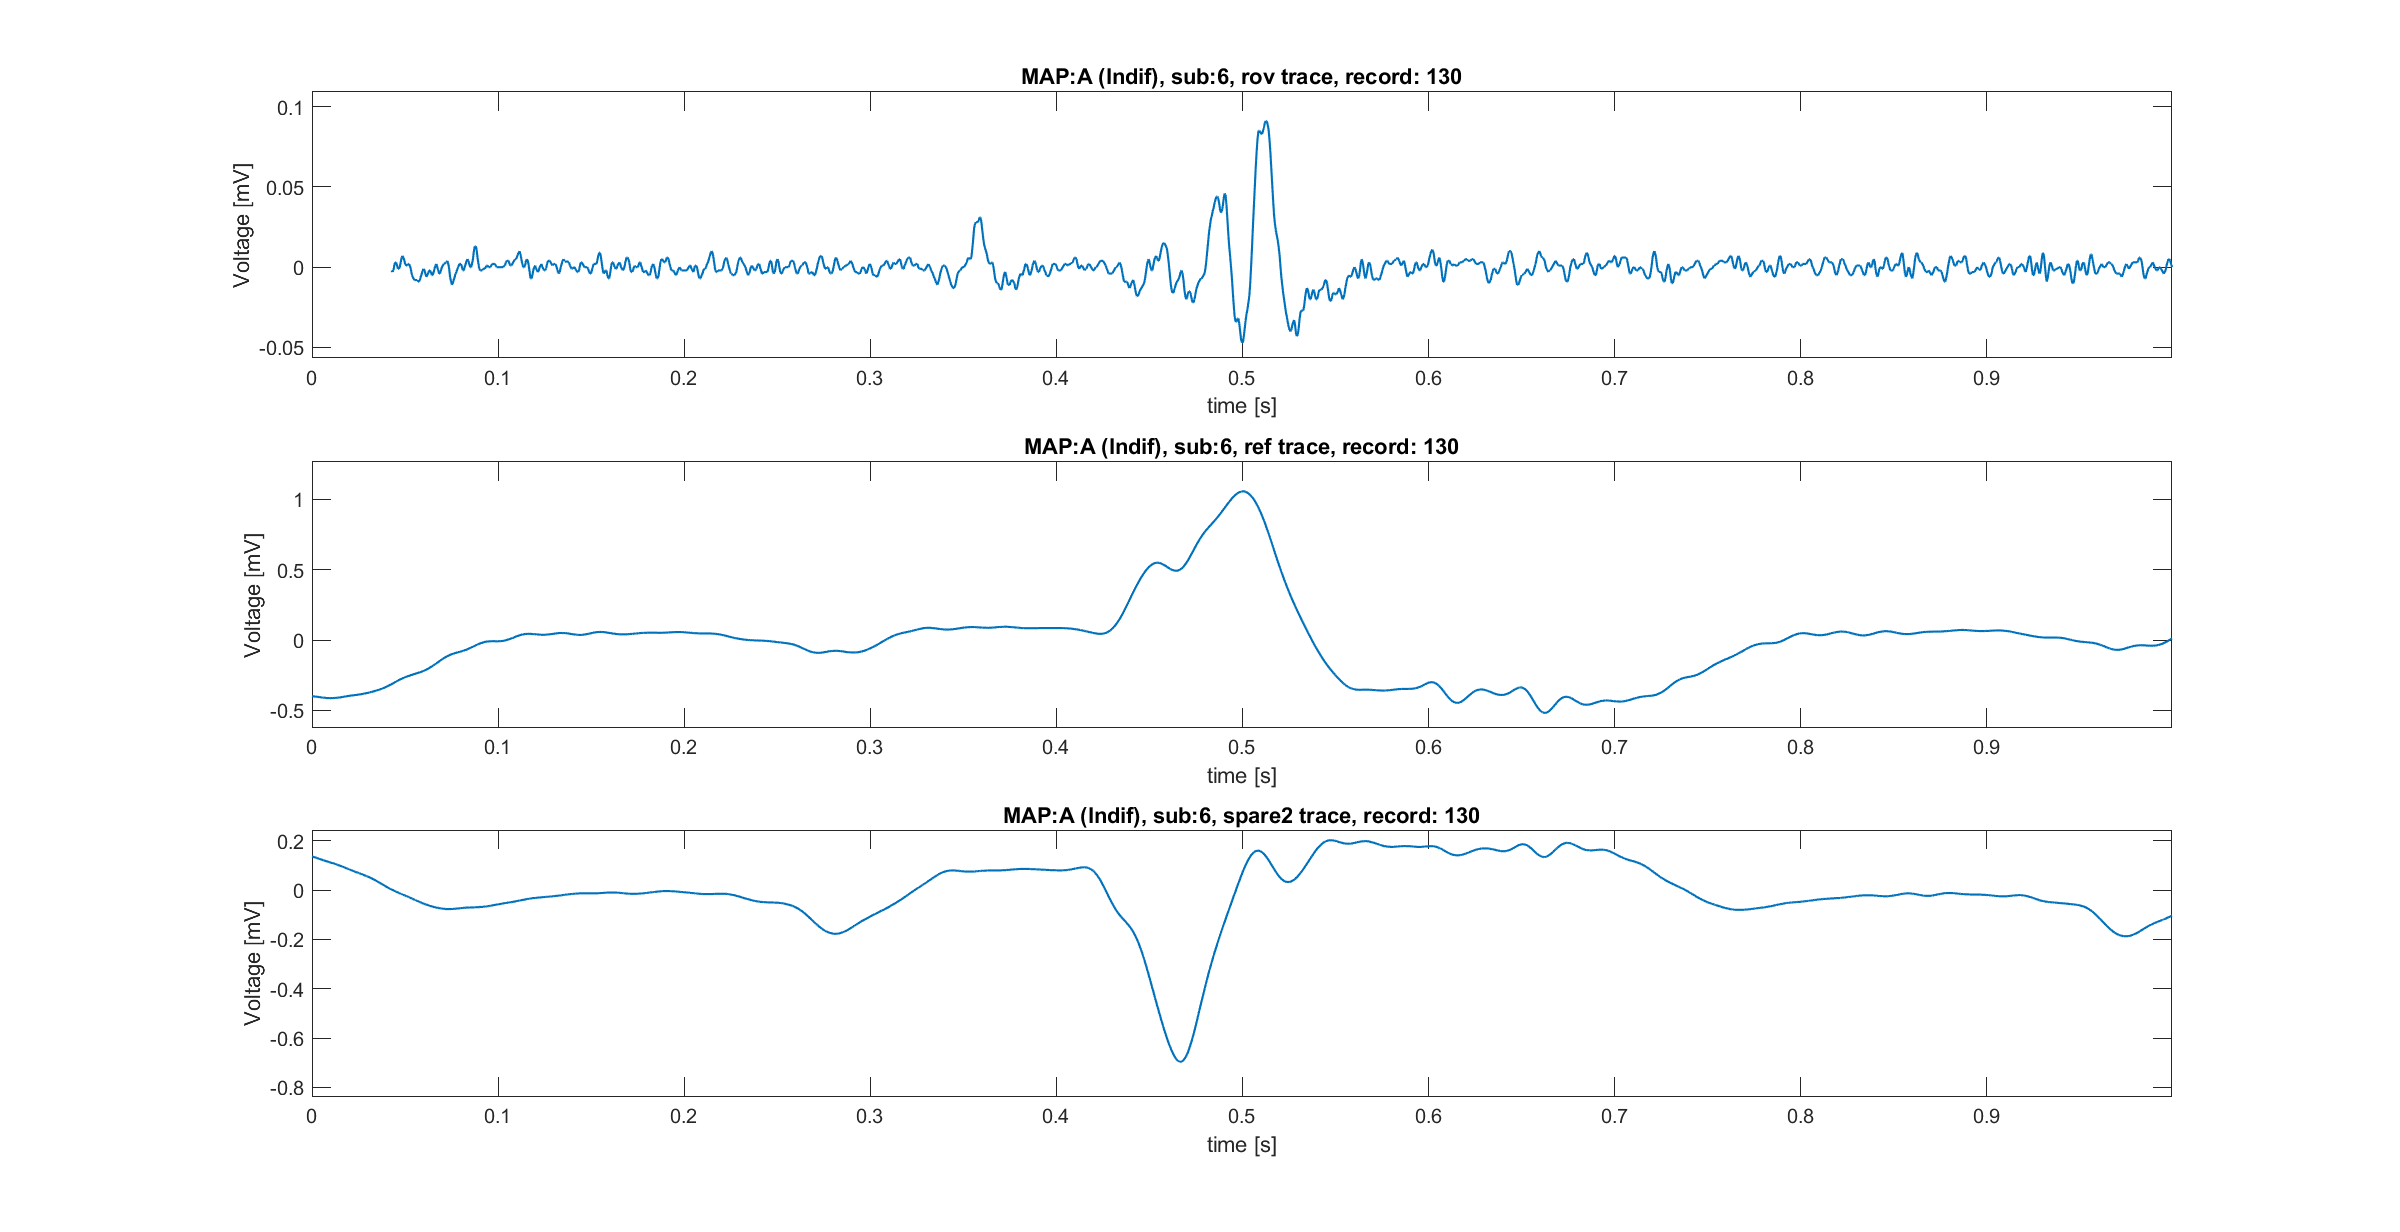 MAP:A (Indif), sub:6, rov trace, record: 130
Voltage [mV]
0.1
0.05
0
-0.05
0 0.1 0.2 0.3 0.4 0.5 0.6 0.7 0.8 0.9
time [s]
MAP:A (Indif), sub:6, ref trace, record: 130
Voltage [mV]
1
0.5
0
-0.5
0 0.1 0.2 0.3 0.4 0.5 0.6 0.7 0.8 0.9
time [s]
MAP:A (Indif), sub:6, spare2 trace, record: 130
Voltage [mV]
0.2
0
-0.2
-0.4
-0.6
-0.8
0 0.1 0.2 0.3 0.4 0.5 0.6 0.7 0.8 0.9
time [s]